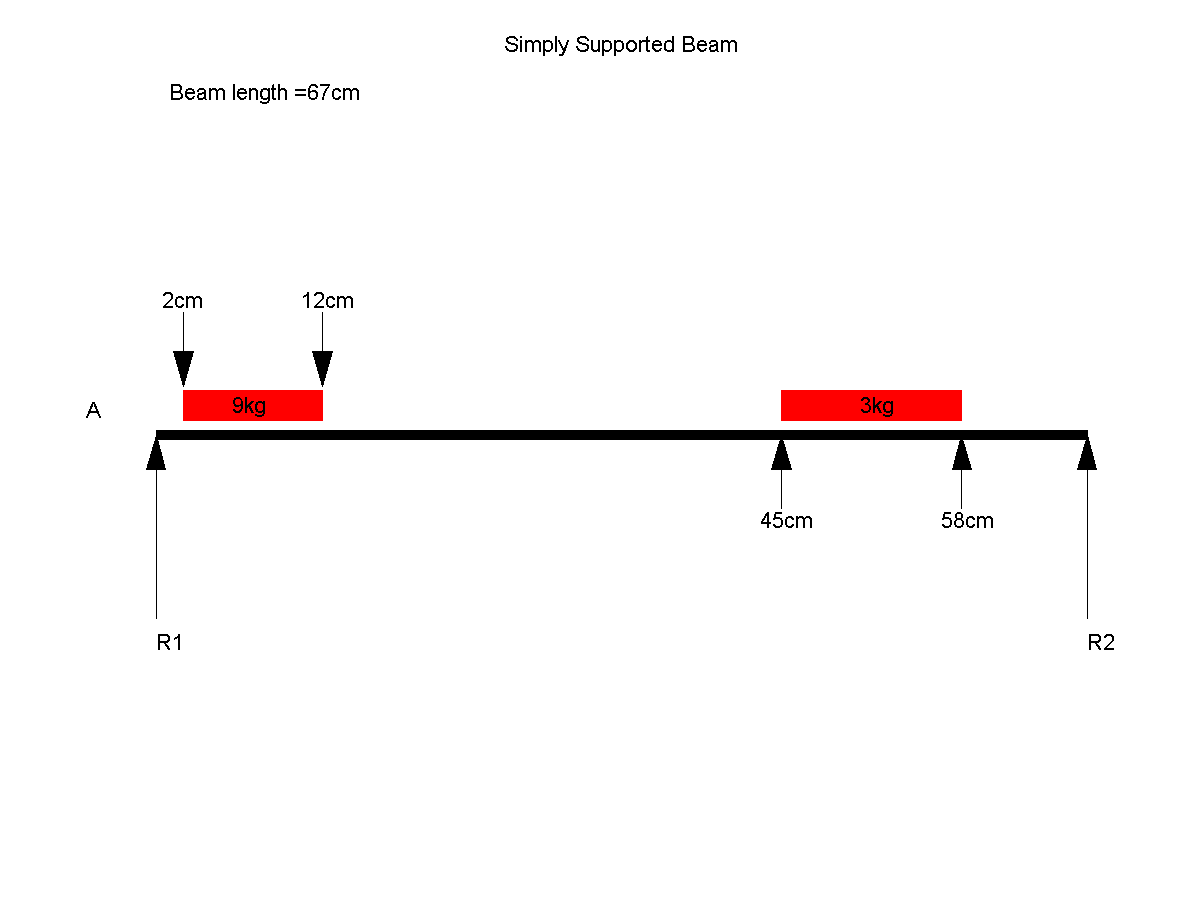 Simply Supported Beam
Beam length =67cm
2cm 12cm
A 9kg 3kg
45cm 58cm
R1 R2